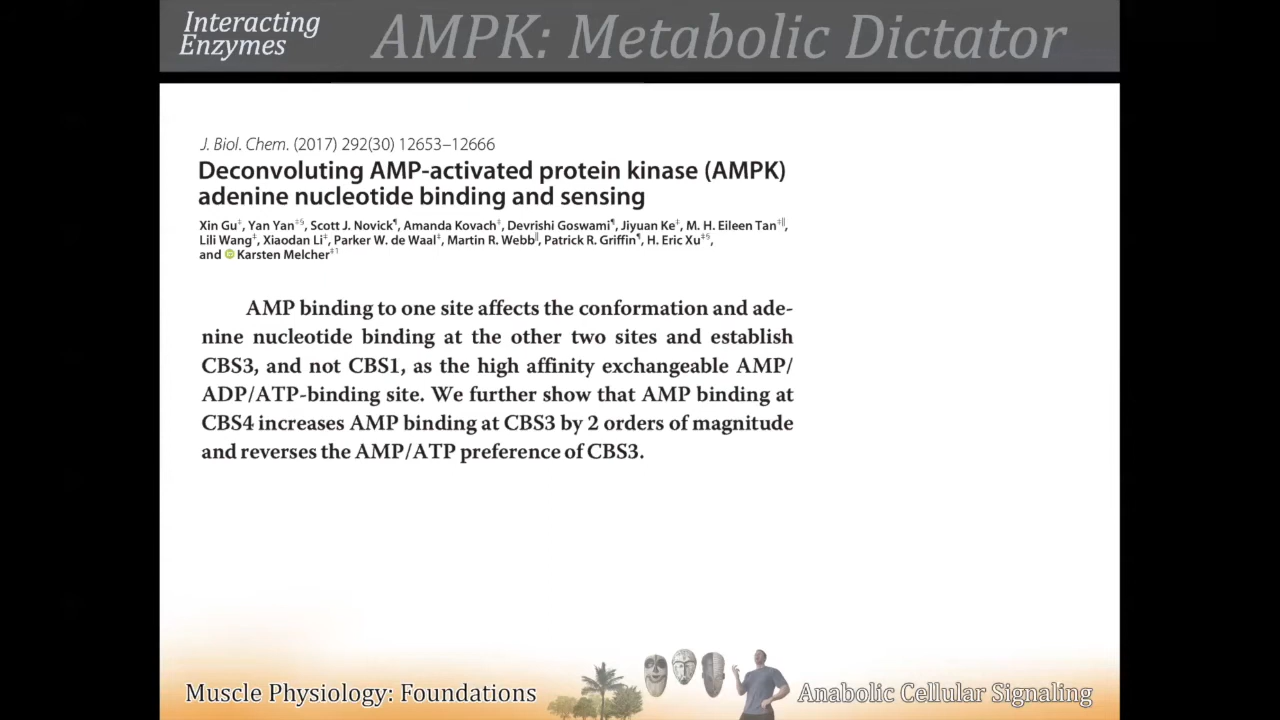 Interacting
Enzymes
AMPK: Metabolic Dictator
J. Biol. Chem. (2017) 292(30) 12653–12666
Deconvoluting AMP-activated protein kinase (AMPK)
adenine nucleotide binding and sensing
Xin Gu‡, Yan Yan‡§, Scott J. Novick¶, Amanda Kovach‡, Devrishi Goswami¶, Jiyuan Ke‡, M. H. Eileen Tan‡‖,
Lili Wang‡, Xiaodan Li‡, Parker W. de Waal‡, Martin R. Webb‖, Patrick R. Griffin¶, H. Eric Xu‡§,
and Karsten Melcher‡1
AMP binding to one site affects the conformation and ade-
nine nucleotide binding at the other two sites and establish
CBS3, and not CBS1, as the high affinity exchangeable AMP/
ADP/ATP-binding site. We further show that AMP binding at
CBS4 increases AMP binding at CBS3 by 2 orders of magnitude
and reverses the AMP/ATP preference of CBS3.
Muscle Physiology: Foundations
Anabolic Cellular Signaling